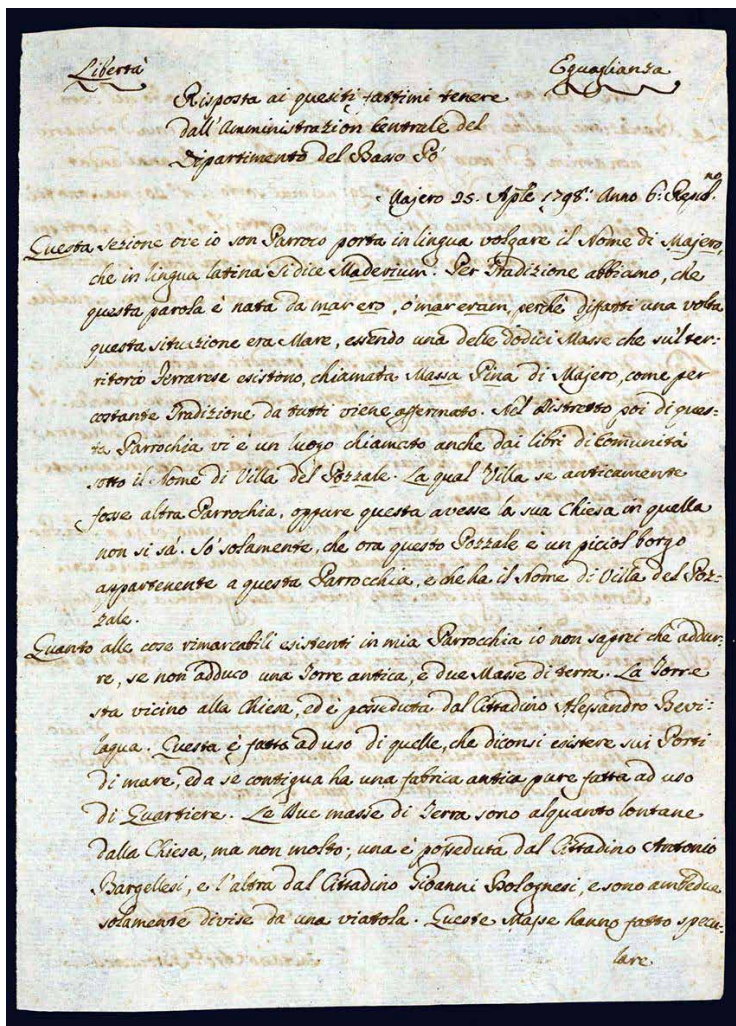 Libertà Eguaglianza
Risposta ai quesiti fattimi tenere
dall'Amministrazion Centrale del
Dipartimento del Basso Pò
Majero 25. Aple 1798: Anno 6: Repub.no
Questa Sezione ove io son Parroco porta in lingua volgare il Nome di Majero,
che in lingua latina si dice Maderium. Per Tradizione abbiamo, che
questa parola è nata da mar ero, ò mareram, perchè diffatti una volta
questa situazione era Mare, essendo una delle dodici Masse che sul ter-
ritorio Ferrarese esistono, chiamata Massa Pina di Majero, come per
costante Tradizione da tutti viene affermato. Nel Distretto poi di ques-
ta Parrochia vi è un luogo chiamato anche dai libri di comunità
sotto il Nome di Villa del Pozzale. La qual Villa se anticamente
fosse altra Parrochia, oppure questa avesse la sua Chiesa in quella
non si sà. Sò solamente, che ora questo Pozzale è un piciol borgo
appartenente a questa Parrocchia, e che ha il Nome di Villa del Poz-
zale.
Quanto alle cose rimarcabili esistenti in mia Parrocchia io non saprei che addur-
re, se non adduco una Torre antica, e due Masse di terra. La Torre
sta vicino alla Chiesa, ed è posseduta dal Cittadino Alessandro Bevi-
lagua. Questa è fatta ad uso di quelle, che diconsi esistere sui Porti
di mare, ed a se contigua ha una fabrica antica pure fatta ad uso
di Quartiere. Le Due masse di Terra sono alquanto lontane
dalla Chiesa, ma non molto; una è posseduta dal Cittadino Antonio
Bargellesi, e l'altra dal Cittadino Gioanni Bolognesi, e sono ambedue
solamente divise da una viatola. Queste Masse hanno fatto specu-
lare.